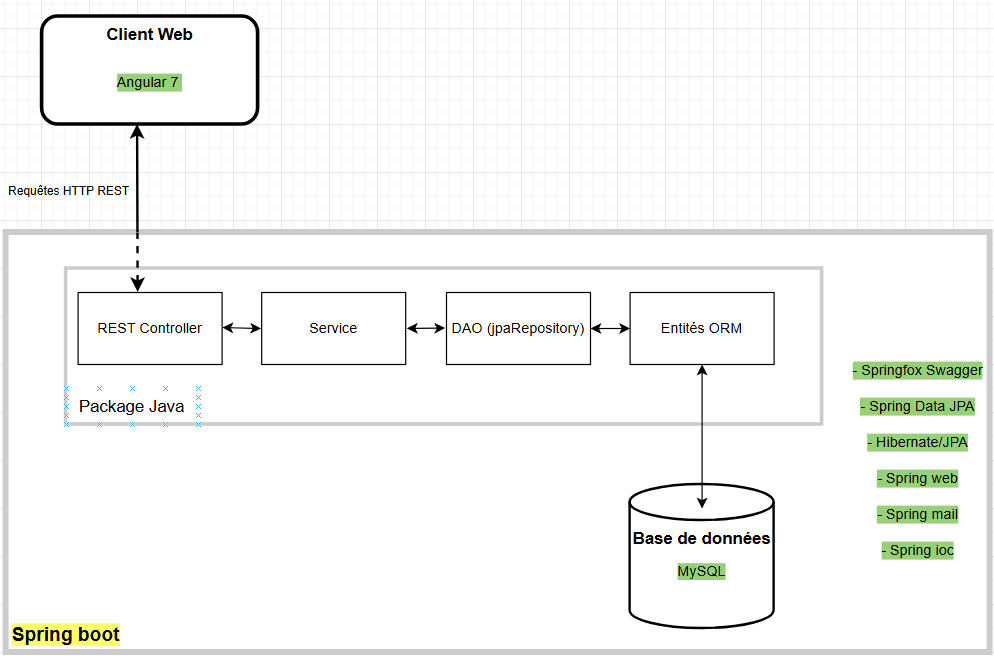 Client Web
Angular 7
Requêtes HTTP REST
REST Controller
Service
DAO (jpaRepository)
Entités ORM
Package Java
- Springfox Swagger
- Spring Data JPA
- Hibernate/JPA
- Spring web
- Spring mail
- Spring ioc
Base de données
MySQL
Spring boot